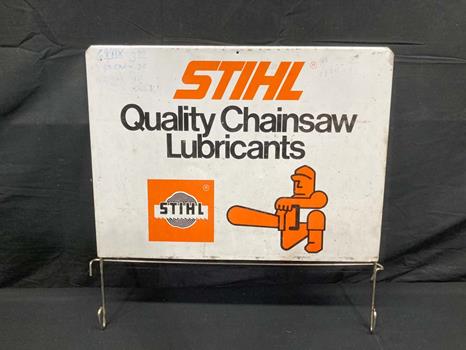 STIHL®
Quality Chainsaw
Lubricants
®
STIHL